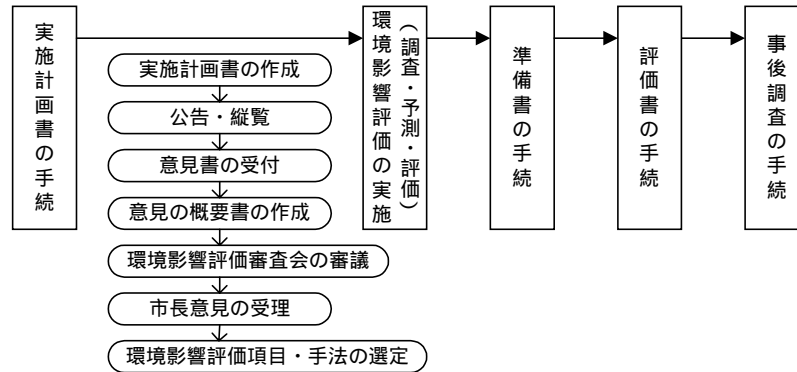 実施計画書の手続
実施計画書の作成
公告・縦覧
意見書の受付
意見の概要書の作成
環境影響評価審査会の審議
市長意見の受理
環境影響評価項目・手法の選定
環境影響評価の実施
(調査・予測・評価)
準備書の手続
評価書の手続
事後調査の手続